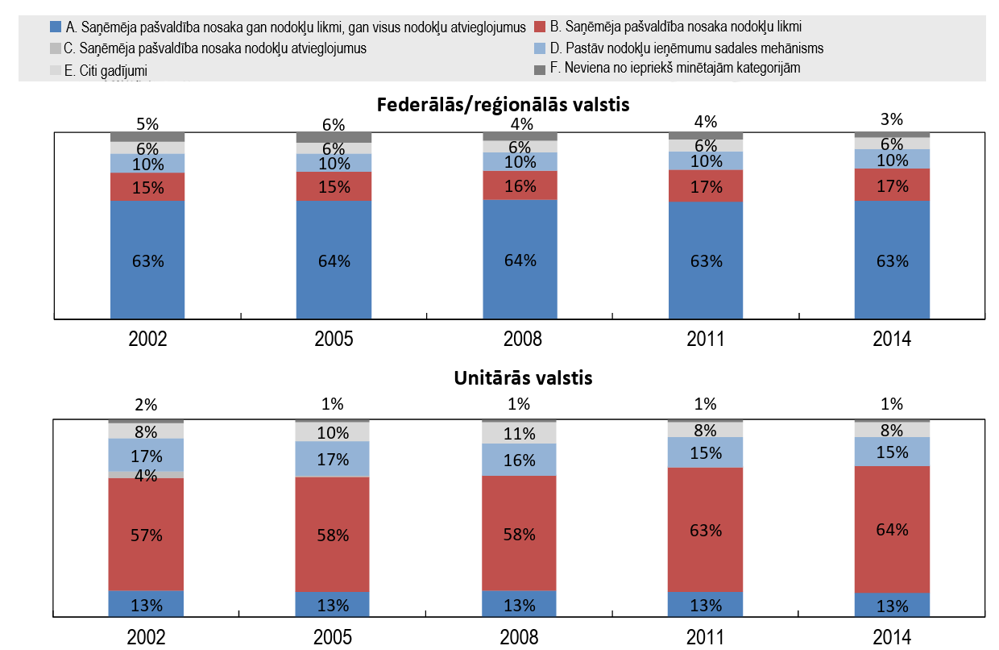 A. Saņēmēja pašvaldība nosaka gan nodokļu likmi, gan visus nodokļu atvieglojumus
B. Saņēmēja pašvaldība nosaka nodokļu likmi
C. Saņēmēja pašvaldība nosaka nodokļu atvieglojumus
D. Pastāv nodokļu ieņēmumu sadales mehānisms
E. Citi gadījumi
F. Neviena no iepriekš minētajām kategorijām
Federālās/reģionālās valstis
5% 6% 4% 4% 3%
6% 6% 6% 6% 6%
10% 10% 10% 10% 10%
15% 15% 16% 17% 17%
63% 64% 64% 63% 63%
2002 2005 2008 2011 2014
Unitārās valstis
2% 1% 1% 1% 1%
8% 10% 11% 8% 8%
17% 17% 16% 15% 15%
4%
57% 58% 58% 63% 64%
13% 13% 13% 13% 13%
2002 2005 2008 2011 2014